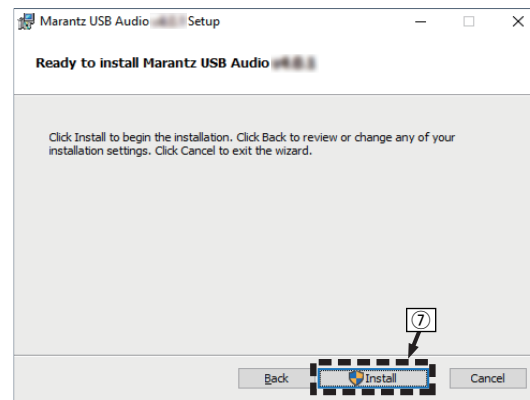 Marantz USB Audio Setup
Ready to install Marantz USB Audio
Click Install to begin the installation. Click Back to review or change any of your
installation settings. Click Cancel to exit the wizard.
⑦
Back Install Cancel